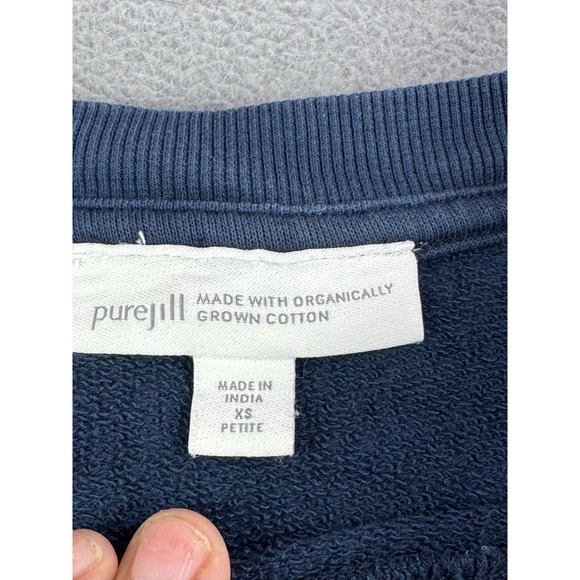 purejill
MADE WITH ORGANICALLY
GROWN COTTON
MADE IN
INDIA
XS
PETITE